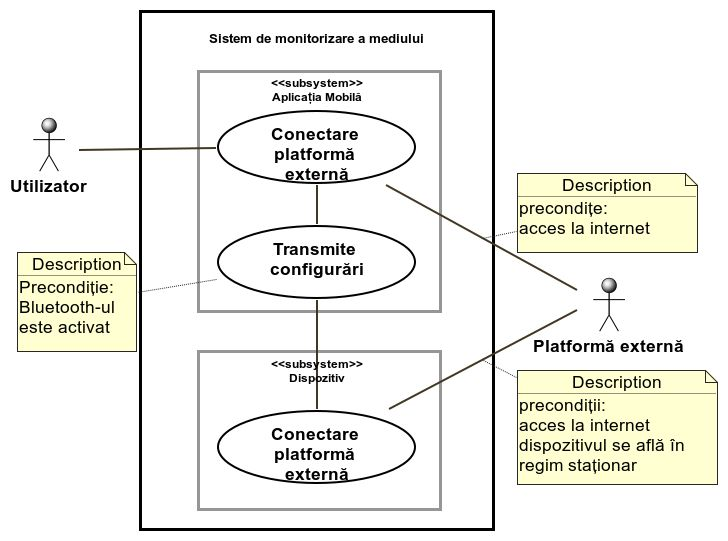 Sistem de monitorizare a mediului
<<subsystem>>
Aplicația Mobilă
Conectare
platformă
externă
Utilizator
Description
precondițe:
acces la internet
Transmite
configurări
Description
Precondiție:
Bluetooth-ul
este activat
Platformă externă
<<subsystem>>
Dispozitiv
Description
precondiții:
acces la internet
dispozitivul se află în
regim staționar
Conectare
platformă
externă